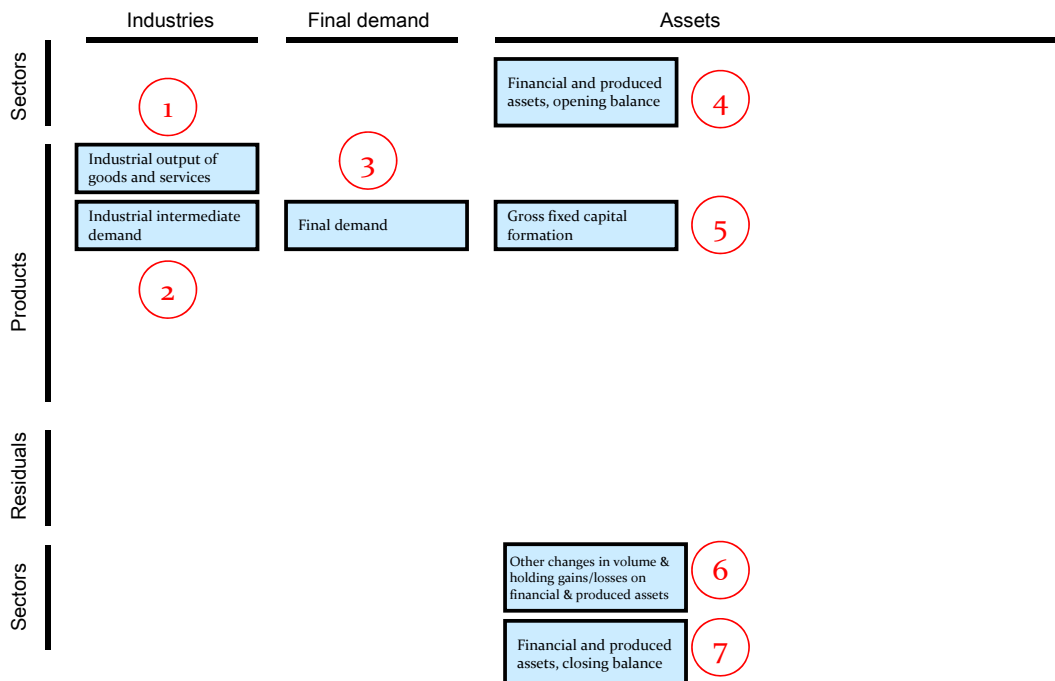 Industries
Final demand
Assets
Sectors
Financial and produced
assets, opening balance
4
1
3
Products
Industrial output of
goods and services
Industrial intermediate
demand
Final demand
Gross fixed capital
formation
5
2
Residuals
Sectors
Other changes in volume &
holding gains/losses on
financial & produced assets
6
Financial and produced
assets, closing balance
7